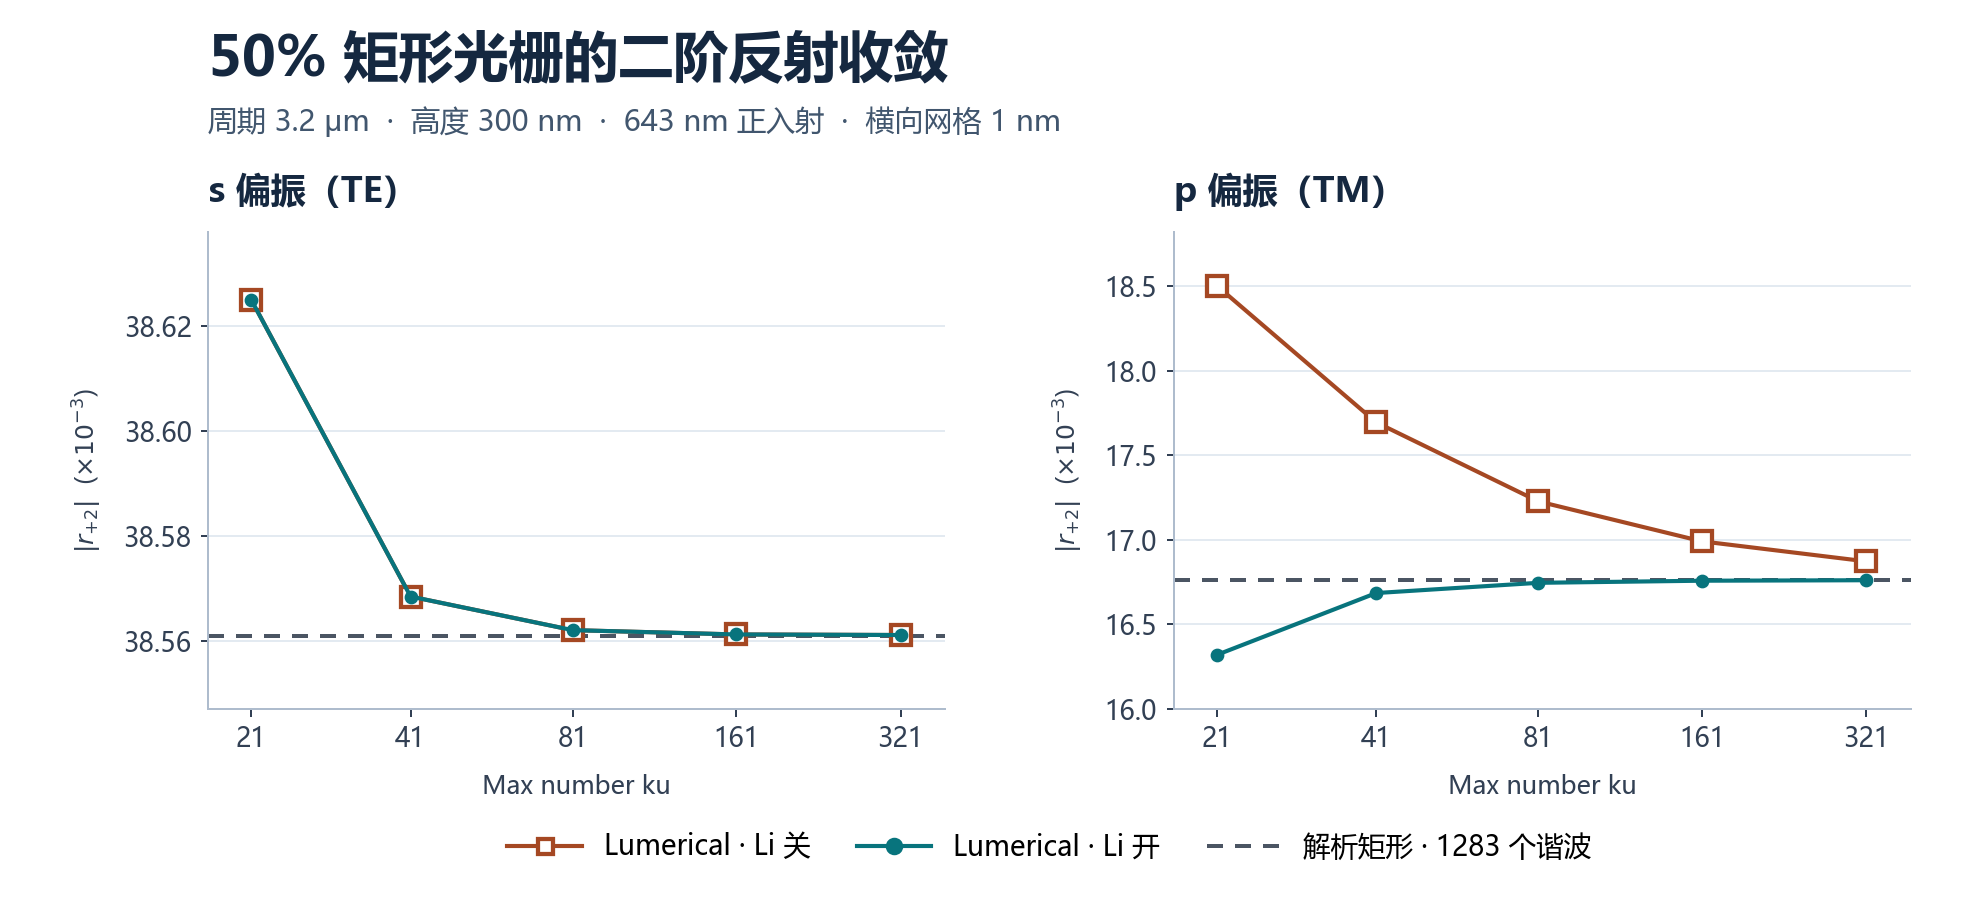 50% 矩形光栅的二阶反射收敛
周期 3.2 μm · 高度 300 nm · 643 nm 正入射 · 横向网格 1 nm
s 偏振（TE）
|r+2| (×10−3)
38.62
38.60
38.58
38.56
21 41 81 161 321
Max number ku
p 偏振（TM）
|r+2| (×10−3)
18.5
18.0
17.5
17.0
16.5
16.0
21 41 81 161 321
Max number ku
Lumerical · Li 关 Lumerical · Li 开 解析矩形 · 1283 个谐波